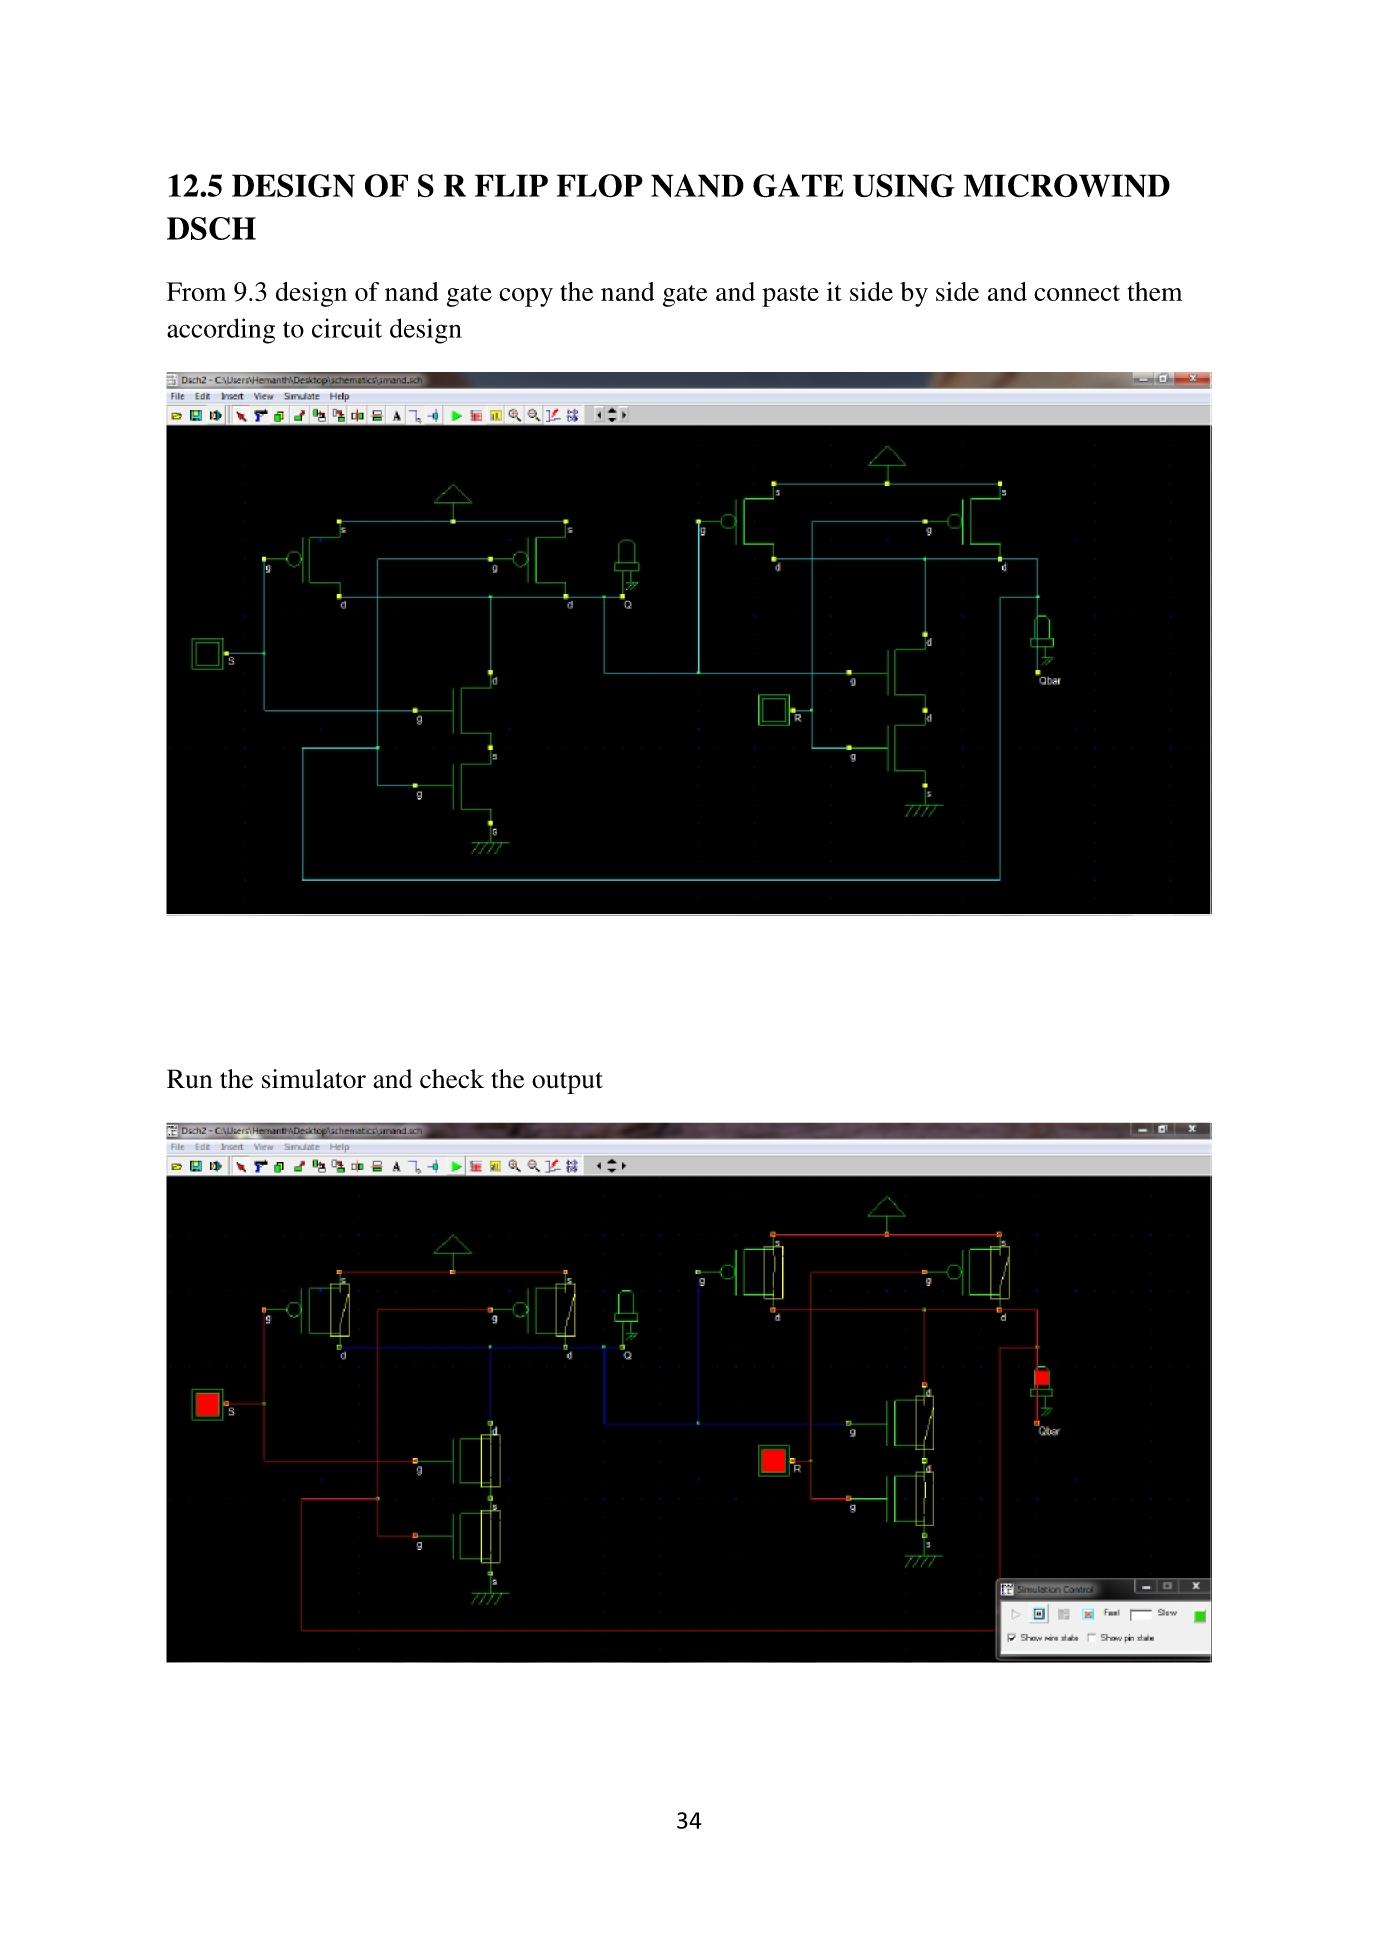 12.5 DESIGN OF S R FLIP FLOP NAND GATE USING MICROWIND
DSCH
From 9.3 design of nand gate copy the nand gate and paste it side by side and connect them
according to circuit design
Dsch2 - C:\Users\Hemanth\Desktop\schematics\srnand.sch
File Edit Insert View Simulate Help
s s
s s
g g
g g
d d
d d Q
d
S
d
g Qbar
g R d
s g
g s
s
Run the simulator and check the output
Dsch2 - C:\Users\Hemanth\Desktop\schematics\srnand.sch
File Edit Insert View Simulate Help
s s
s s
g g
g g
d d
d d Q
d
S
d
g Qbar
g R d
s g
g s
s
Simulation Control
Fast Slow
Show wire state Show pin state
34